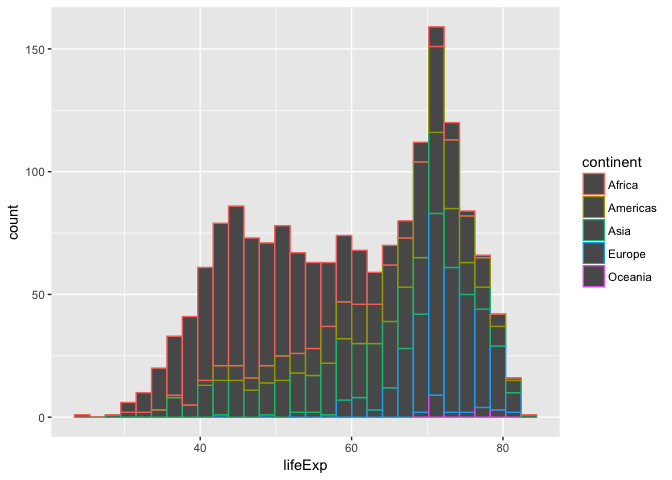 150
100
50
0
count
40
60
80
lifeExp
continent
Africa
Americas
Asia
Europe
Oceania